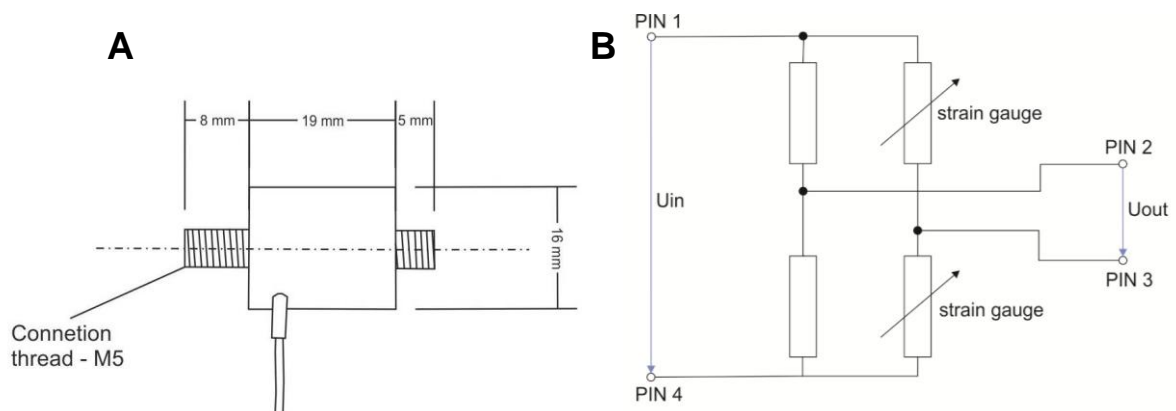 A
8 mm
19 mm
5 mm
16 mm
Connetion
thread - M5
B
PIN 1
strain gauge
PIN 2
Uin
Uout
PIN 3
strain gauge
PIN 4